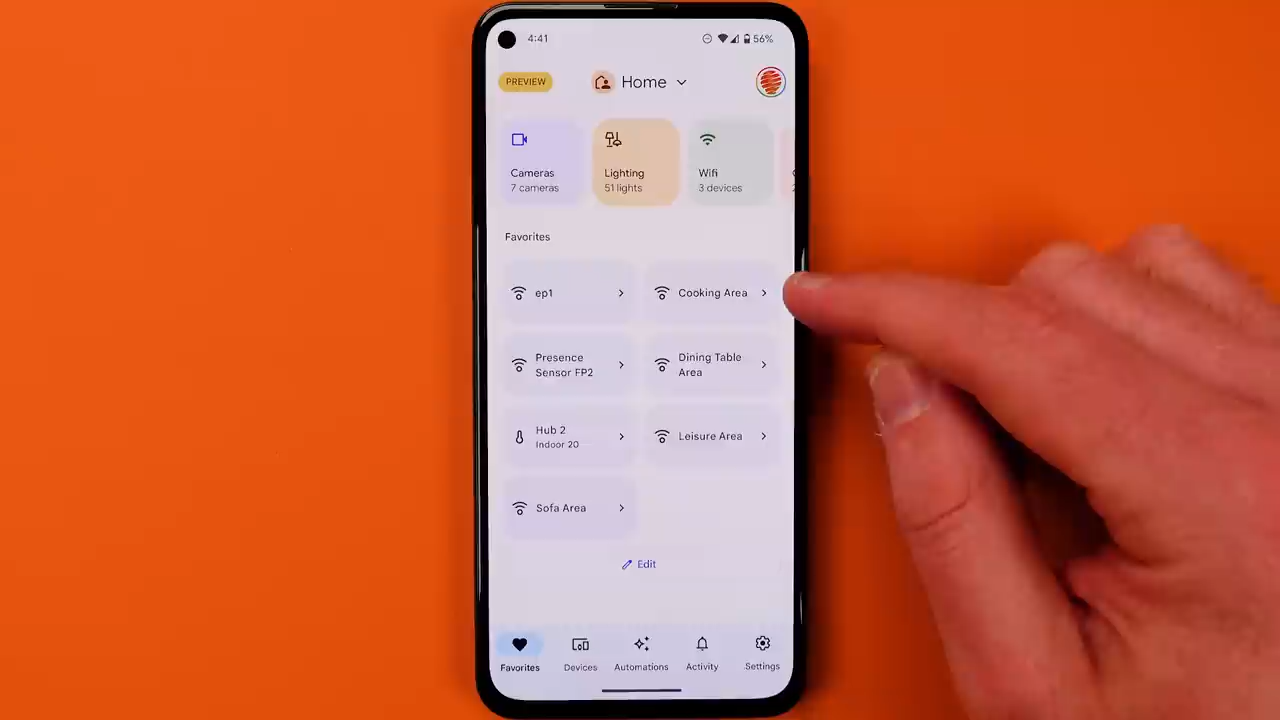 4:41
56%
PREVIEW
Home
Cameras
7 cameras
Lighting
51 lights
Wifi
3 devices
Favorites
ep1
Cooking Area
Presence
Sensor FP2
Dining Table
Area
Hub 2
Indoor 20
Leisure Area
Sofa Area
Edit
Favorites
Devices
Automations
Activity
Settings